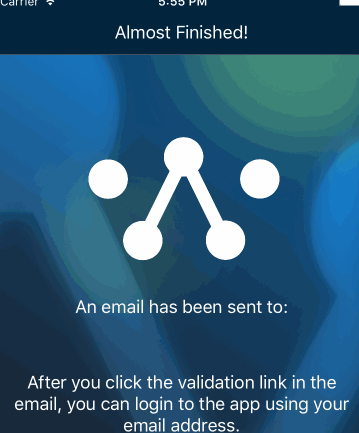 Carrier 5:55 PM
Almost Finished!
An email has been sent to:
After you click the validation link in the
email, you can login to the app using your
email address.